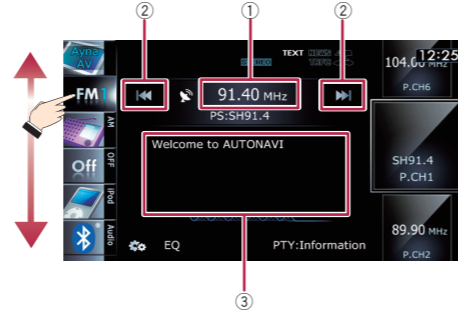 ② ① ②
Ayna
AV
TEXT NEWS
STEREO
12:25
104.00 MHz
P.CH6
FM1
91.40 MHz
PS:SH91.4
AM
Welcome to AUTONAVI
Off
OFF
SH91.4
P.CH1
iPod
Audio
EQ
PTY:Information
89.90 MHz
P.CH2
③